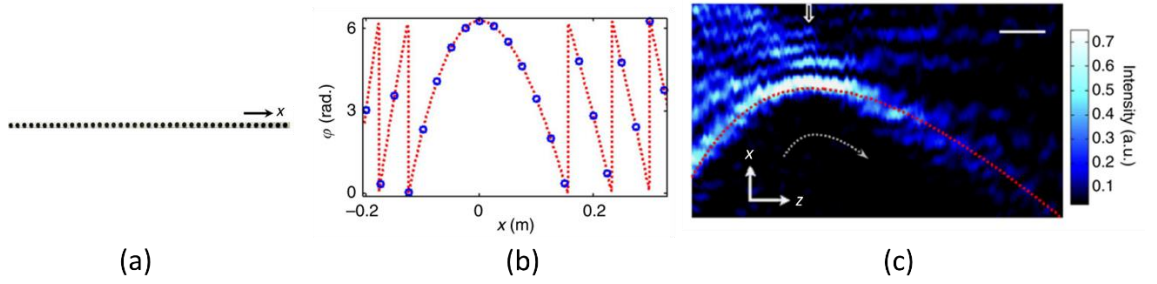 x
(a)
6
3
0
φ (rad.)
−0.2
0
0.2
x (m)
(b)
x
z
0.7
0.6
0.5
0.4
0.3
0.2
0.1
Intensity (a.u.)
(c)